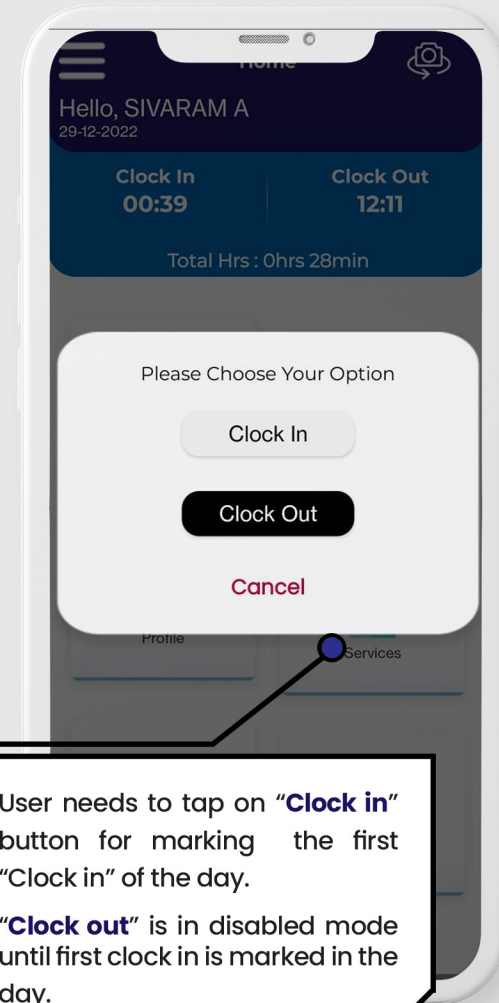 Home
Hello, SIVARAM A
29-12-2022
Clock In Clock Out
00:39 12:11
Total Hrs : 0hrs 28min
Please Choose Your Option
Clock In
Clock Out
Cancel
Profile Services
User needs to tap on “Clock in”
button for marking the first
“Clock in” of the day.
“Clock out” is in disabled mode
until first clock in is marked in the
day.